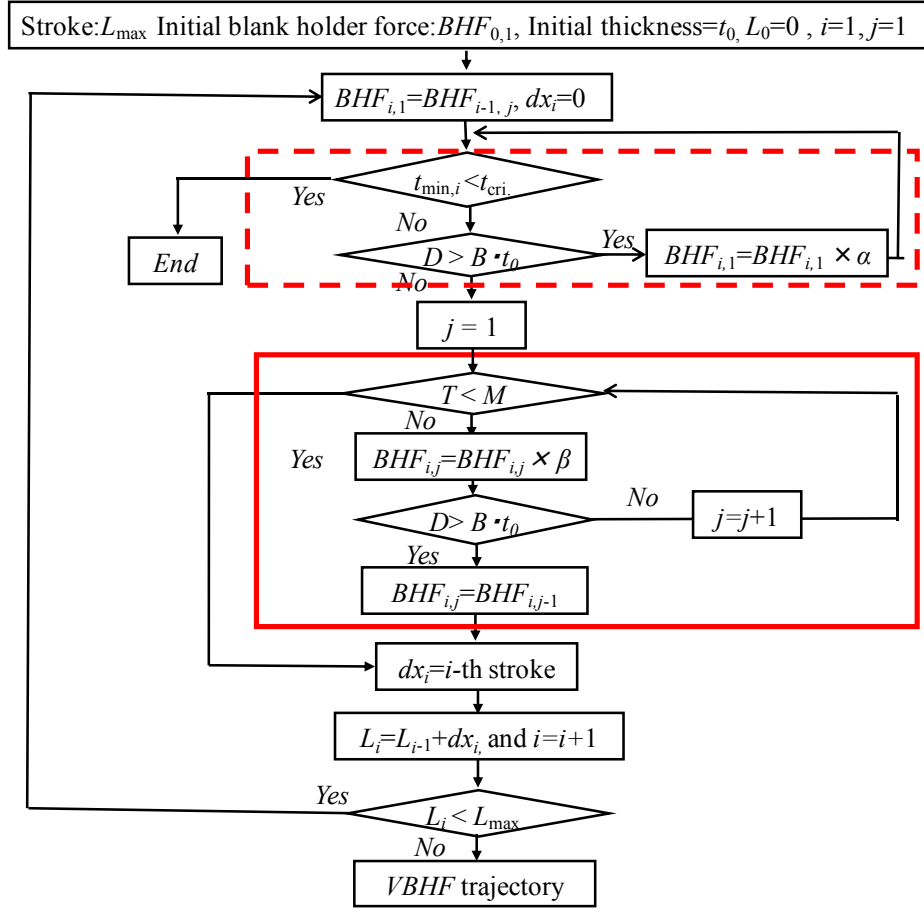 Stroke:Lmax Initial blank holder force:BHF0,1, Initial thickness=t0, L0=0 , i=1, j=1
BHFi,1=BHFi-1, j, dxi=0
tmin,i<tcri.
Yes
No
End
D > B・t0
Yes
BHFi,1=BHFi,1 × α
No
j = 1
T < M
No
Yes
BHFi,j=BHFi,j × β
D> B・t0
No
j=j+1
Yes
BHFi,j=BHFi,j-1
dxi=i-th stroke
Li=Li-1+dxi, and i=i+1
Yes
Li < Lmax
No
VBHF trajectory